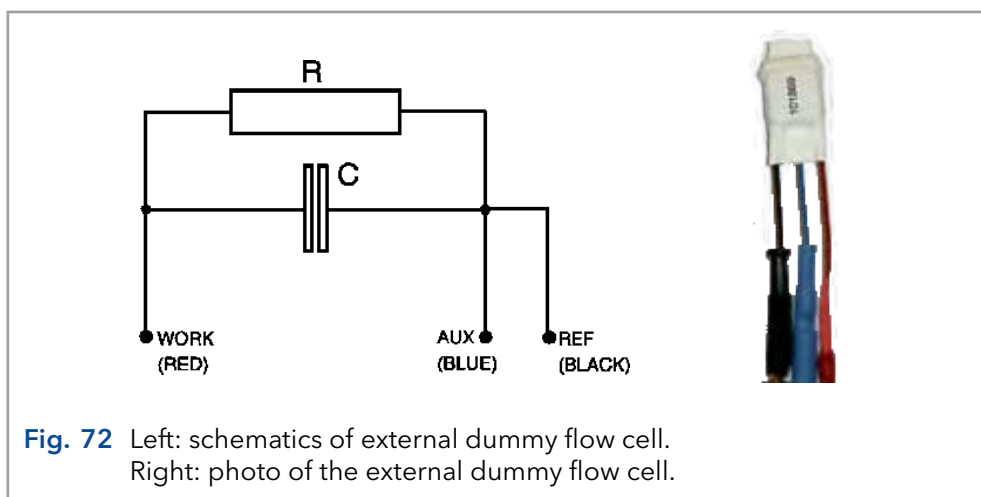 R
C
WORK
(RED)
AUX
(BLUE)
REF
(BLACK)
Fig. 72 Left: schematics of external dummy flow cell.
Right: photo of the external dummy flow cell.